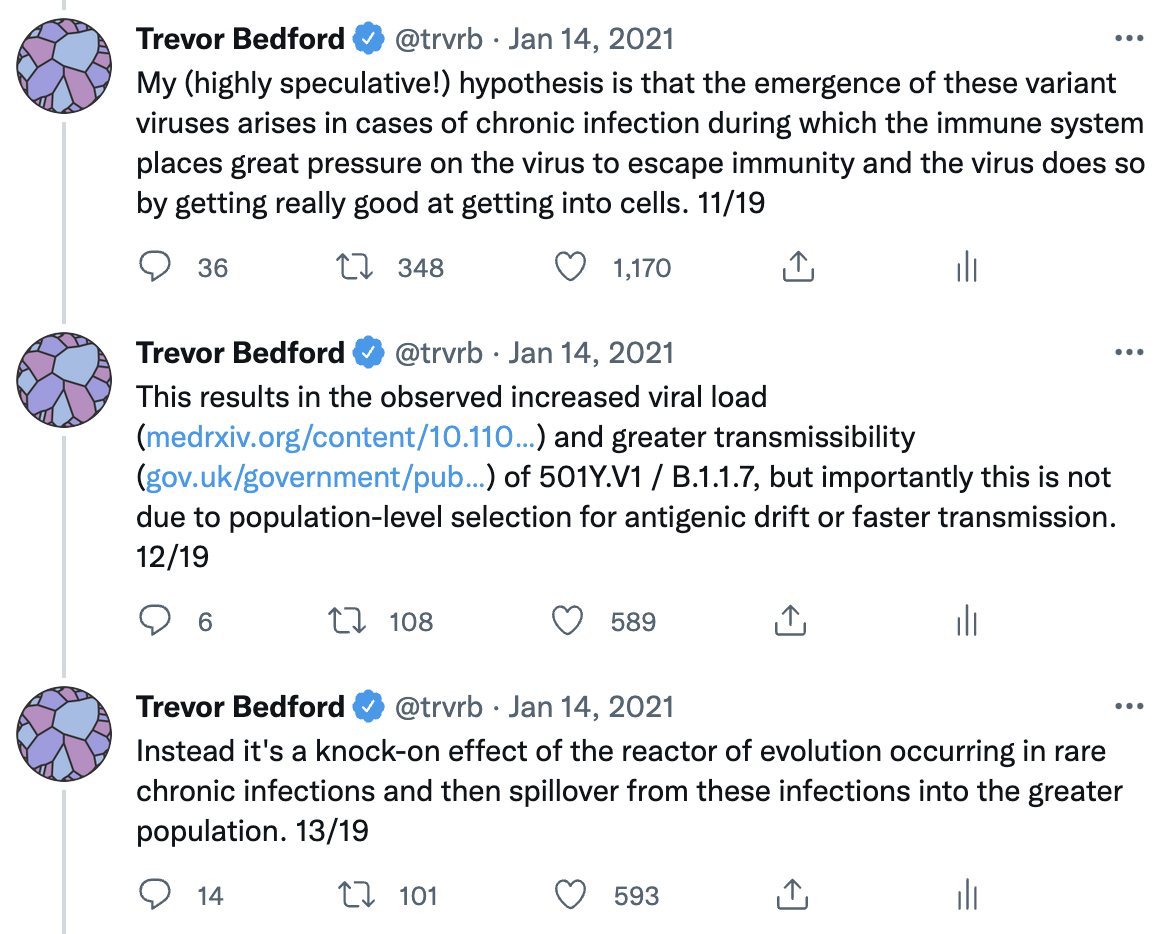 Trevor Bedford @trvrb · Jan 14, 2021
My (highly speculative!) hypothesis is that the emergence of these variant
viruses arises in cases of chronic infection during which the immune system
places great pressure on the virus to escape immunity and the virus does so
by getting really good at getting into cells. 11/19
36 348 1,170
Trevor Bedford @trvrb · Jan 14, 2021
This results in the observed increased viral load
(medrxiv.org/content/10.110...) and greater transmissibility
(gov.uk/government/pub...) of 501Y.V1 / B.1.1.7, but importantly this is not
due to population-level selection for antigenic drift or faster transmission.
12/19
6 108 589
Trevor Bedford @trvrb · Jan 14, 2021
Instead it's a knock-on effect of the reactor of evolution occurring in rare
chronic infections and then spillover from these infections into the greater
population. 13/19
14 101 593